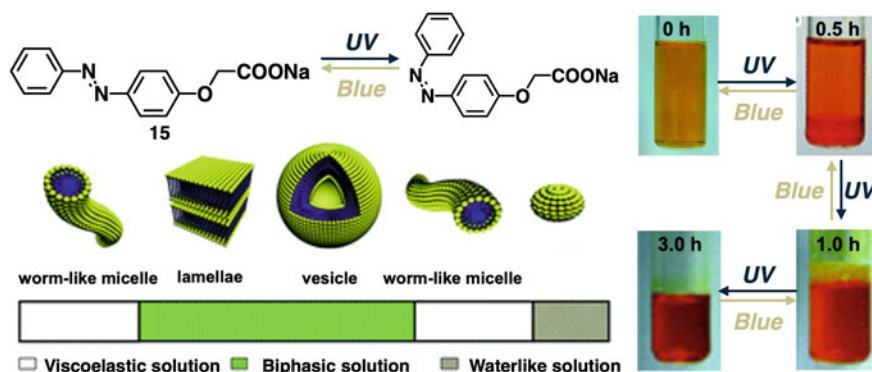 N
N
O
COONa
15
UV
Blue
N
N
O
COONa
0 h
UV
Blue
0.5 h
Blue
UV
3.0 h
UV
Blue
1.0 h
worm-like micelle lamellae vesicle worm-like micelle
Viscoelastic solution Biphasic solution Waterlike solution